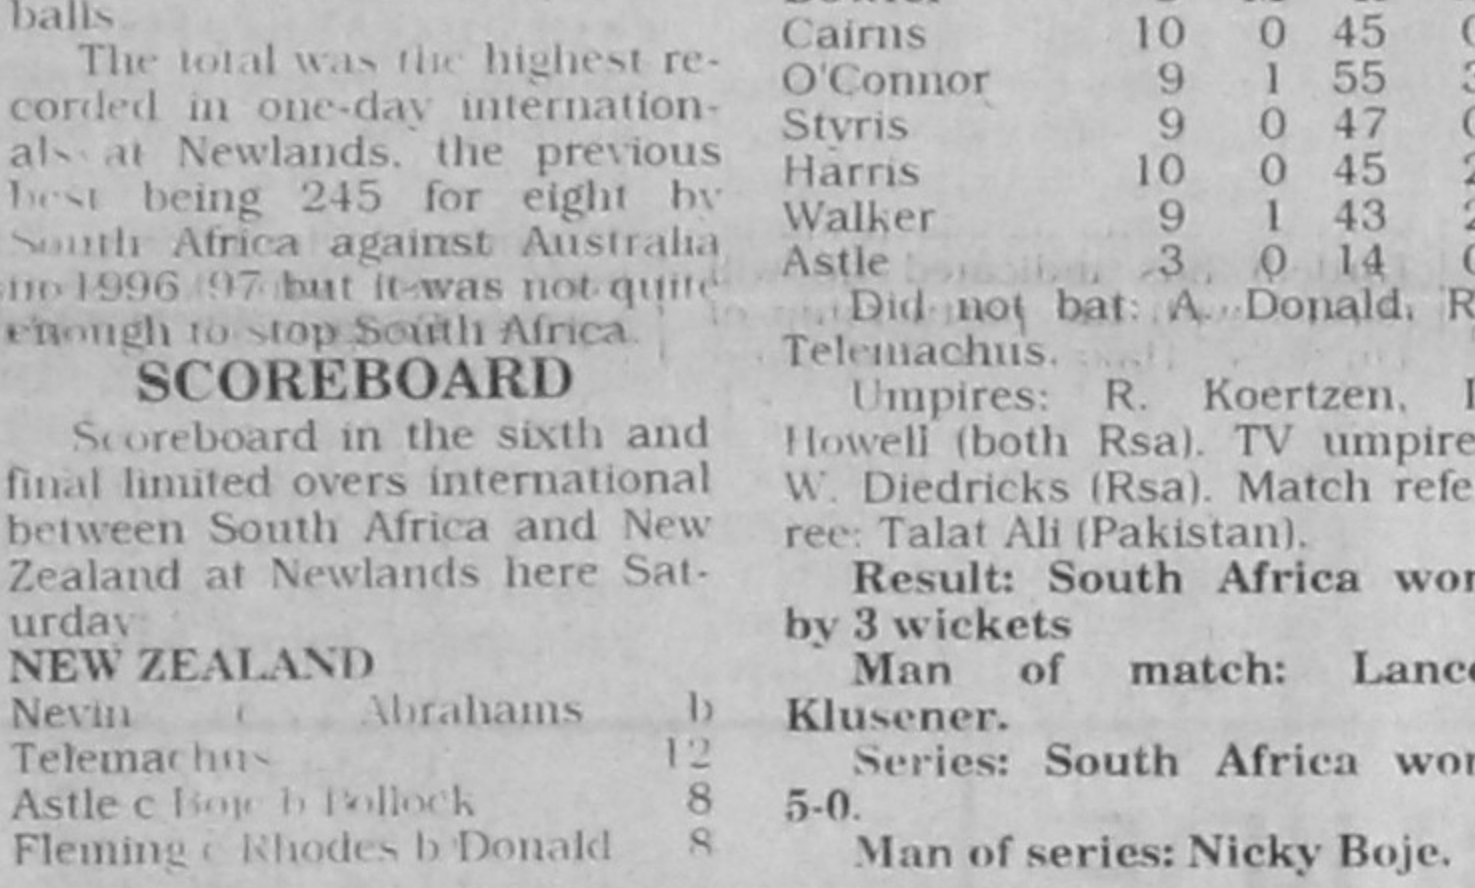 balls.
The total was the highest re-
corded in one-day internation-
als at Newlands, the previous
best being 245 for eight by
South Africa against Australia
in 1996/97 but it was not quite
enough to stop South Africa.
SCOREBOARD
Scoreboard in the sixth and
final limited overs international
between South Africa and New
Zealand at Newlands here Sat-
urday
NEW ZEALAND
Nevin c Abrahams b
Telemachus 12
Astle c Boje b Pollock 8
Fleming c Rhodes b Donald 8
Cairns 10 0 45
O'Connor 9 1 55
Styris 9 0 47
Harris 10 0 45
Walker 9 1 43
Astle 3 0 14
Did not bat: A. Donald, R
Telemachus.
Umpires: R. Koertzen,
Howell (both Rsa). TV umpire
W. Diedricks (Rsa). Match refe
ree: Talat Ali (Pakistan).
Result: South Africa won
by 3 wickets
Man of match: Lance
Klusener.
Series: South Africa won
5-0.
Man of series: Nicky Boje.